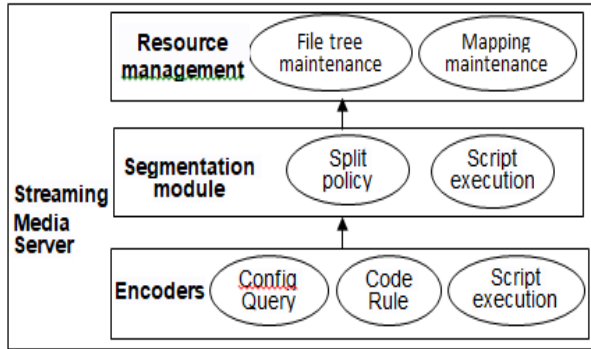 Resource
management
File tree
maintenance
Mapping
maintenance
Segmentation
module
Split
policy
Script
execution
Streaming
Media
Server
Encoders
Config
Query
Code
Rule
Script
execution